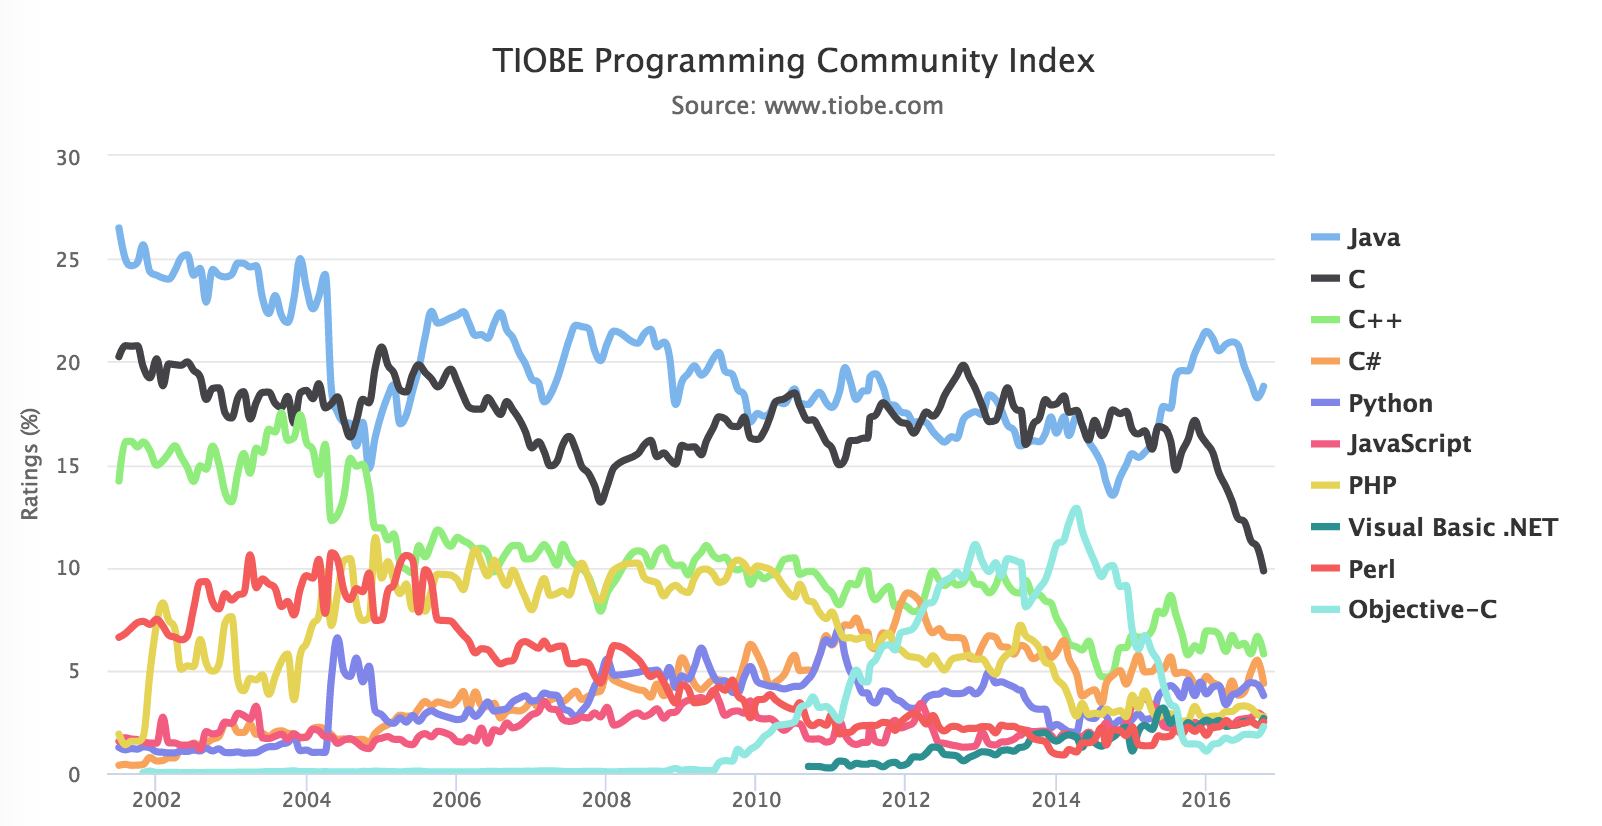 TIOBE Programming Community Index
Source: www.tiobe.com
Ratings (%)
30
25
20
15
10
5
0
2002
2004
2006
2008
2010
2012
2014
2016
Java
C
C++
C#
Python
JavaScript
PHP
Visual Basic .NET
Perl
Objective-C